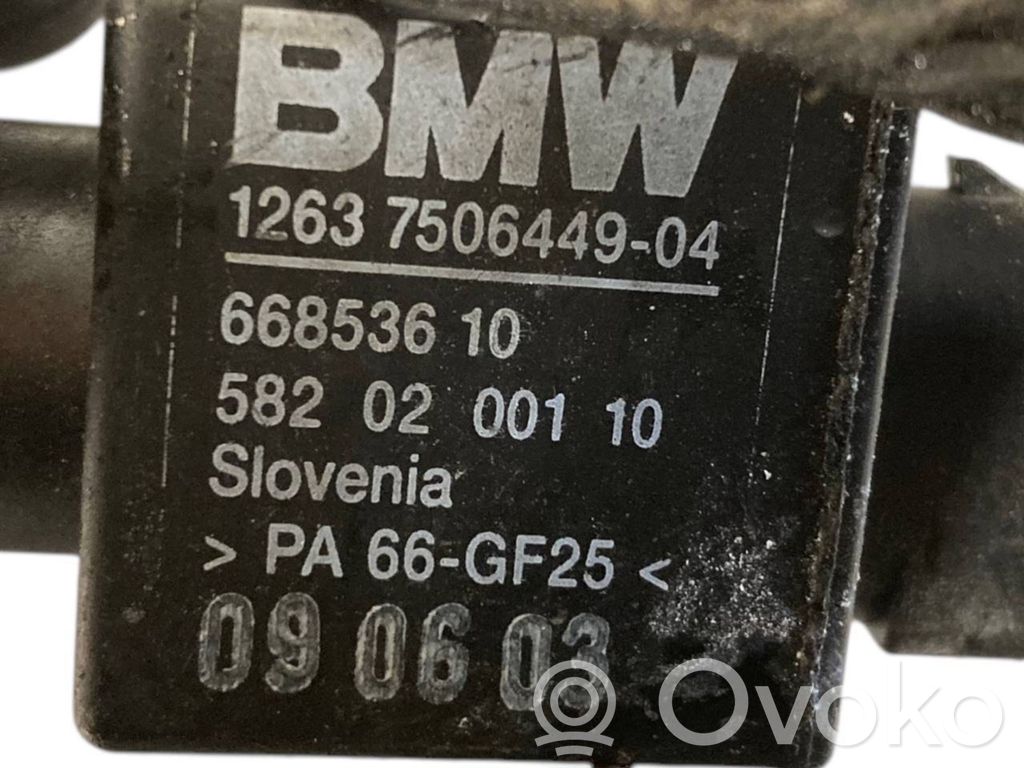 BMW
1263 7506449-04
668536 10
582 02 001 10
Slovenia
> PA 66-GF25 <
09 06 03
Ovoko